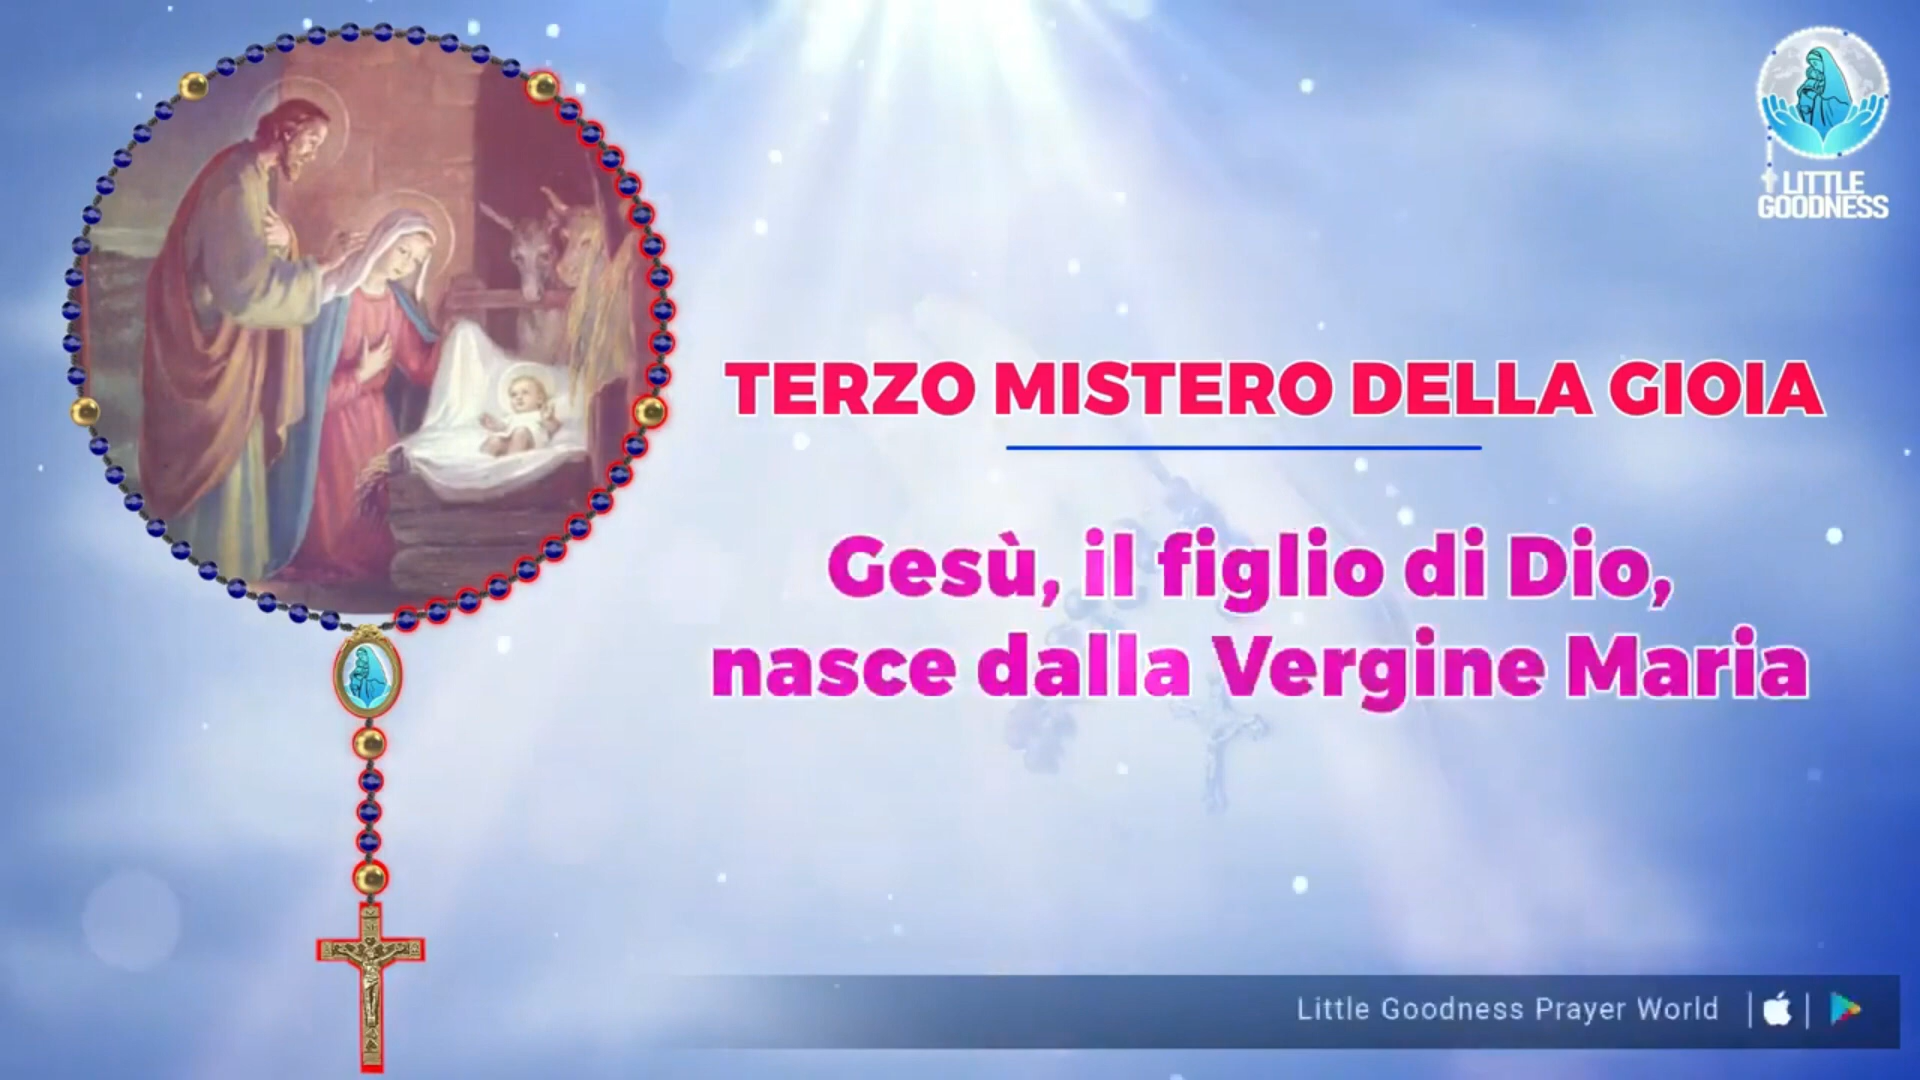 LITTLE
GOODNESS
TERZO MISTERO DELLA GIOIA
Gesù, il figlio di Dio,
nasce dalla Vergine Maria
Little Goodness Prayer World